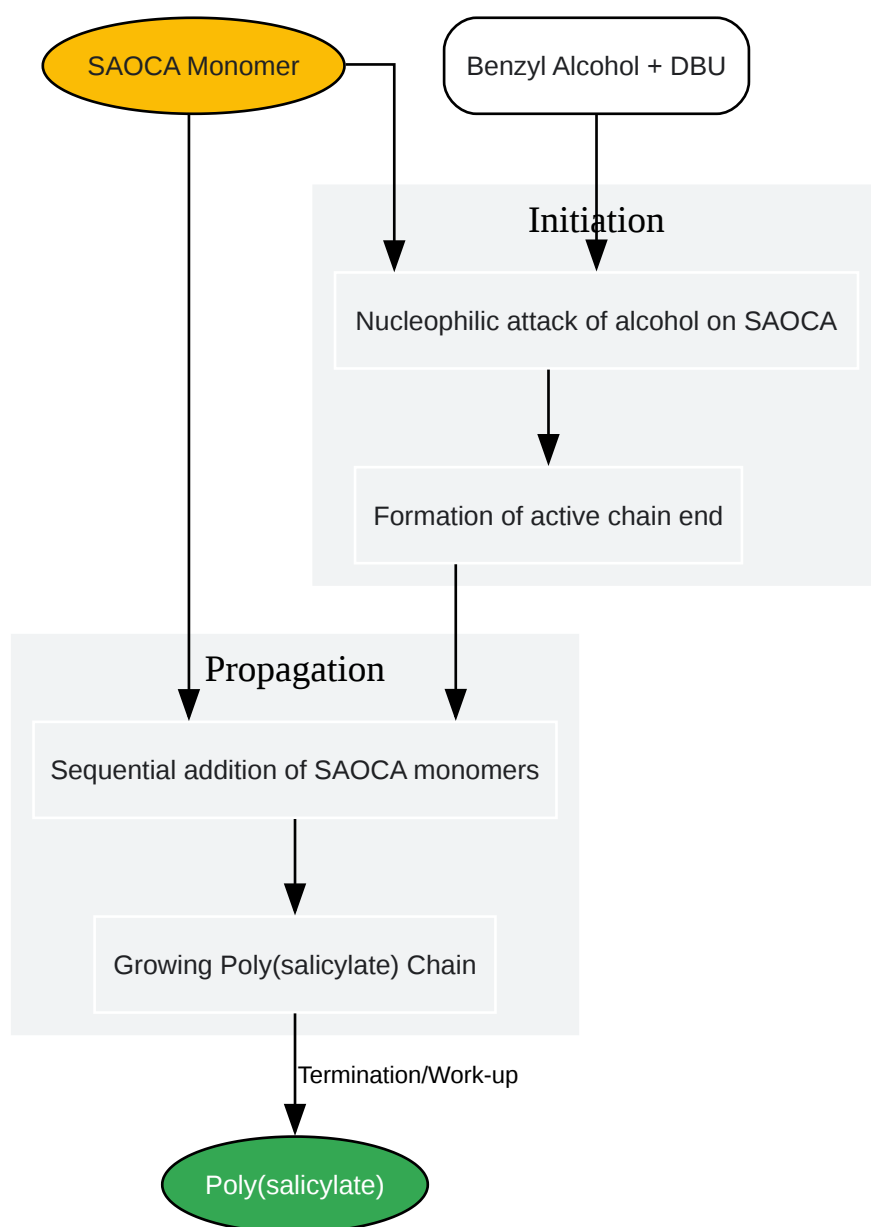 SAOCA Monomer
Benzyl Alcohol + DBU
Initiation
Nucleophilic attack of alcohol on SAOCA
Formation of active chain end
Propagation
Sequential addition of SAOCA monomers
Growing Poly(salicylate) Chain
Termination/Work-up
Poly(salicylate)